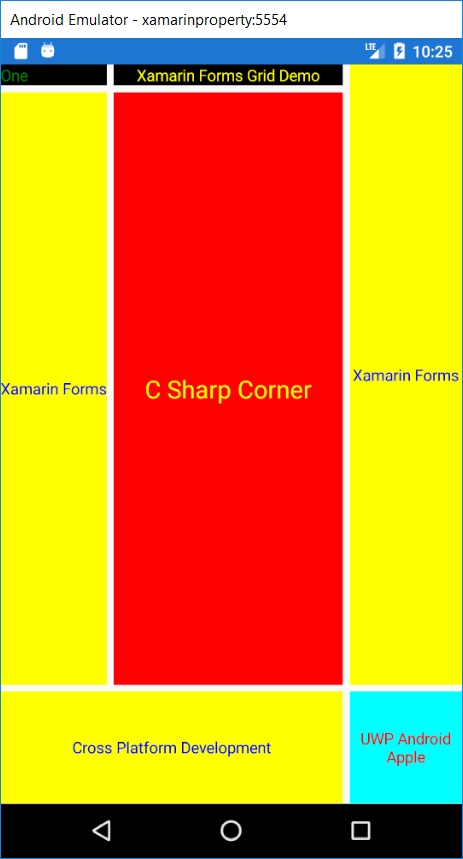 Android Emulator - xamarinproperty:5554
LTE 10:25
One
Xamarin Forms Grid Demo
Xamarin Forms
C Sharp Corner
Xamarin Forms
Cross Platform Development
UWP Android
Apple